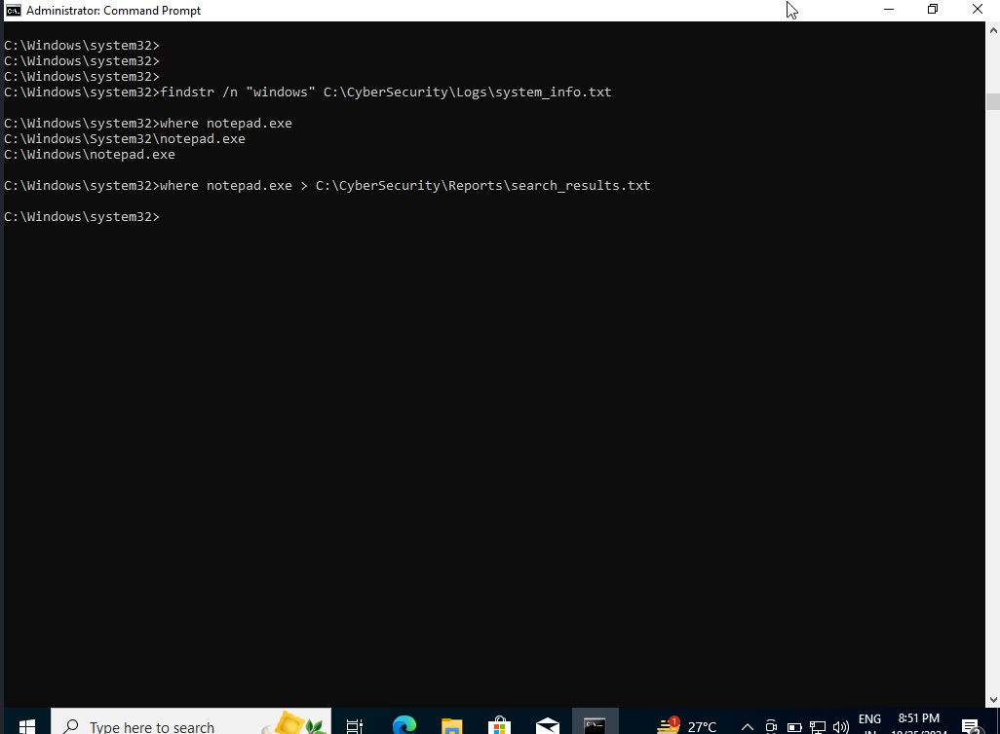 Administrator: Command Prompt
C:\Windows\system32>
C:\Windows\system32>
C:\Windows\system32>
C:\Windows\system32>findstr /n "windows" C:\CyberSecurity\Logs\system_info.txt
C:\Windows\system32>where notepad.exe
C:\Windows\System32\notepad.exe
C:\Windows\notepad.exe
C:\Windows\system32>where notepad.exe > C:\CyberSecurity\Reports\search_results.txt
C:\Windows\system32>
Type here to search
1
27°C
ENG
8:51 PM